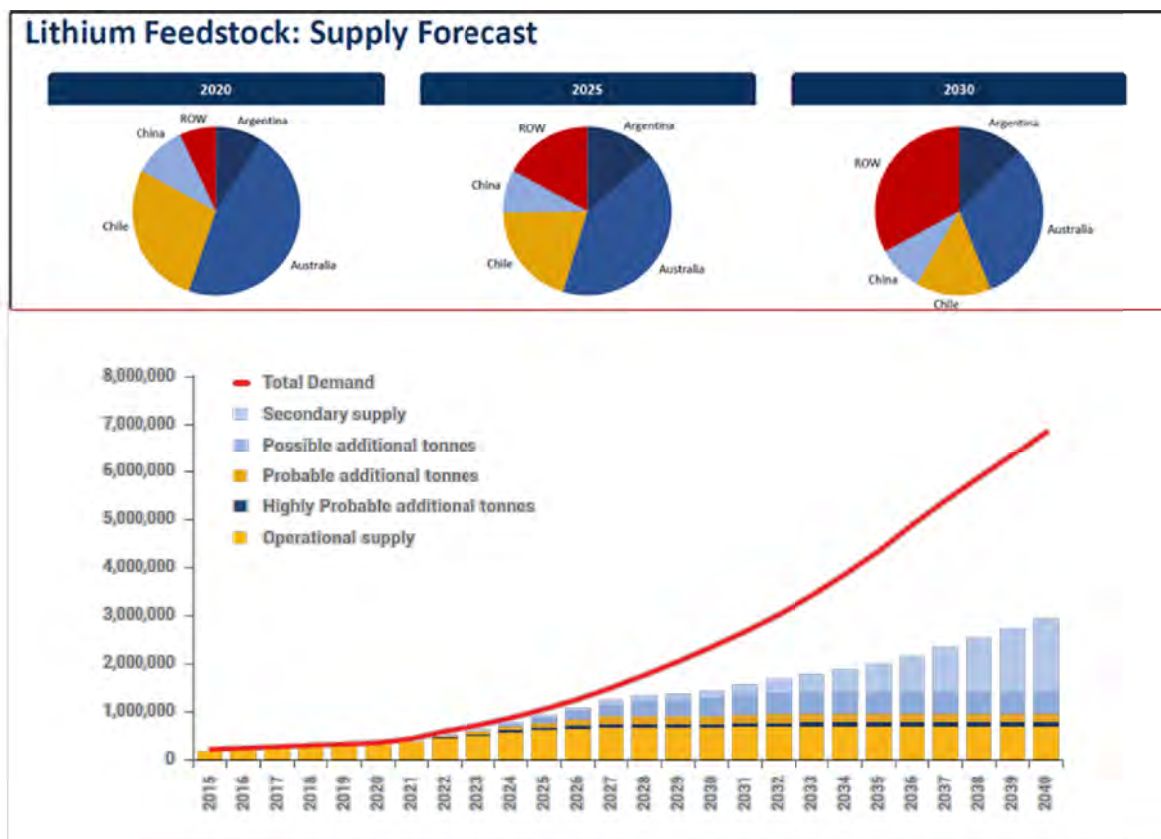 Lithium Feedstock: Supply Forecast
2020
2025
2030
ROW
Argentina
China
Chile
Australia
ROW
Argentina
China
Chile
Australia
Argentina
ROW
Australia
China
Chile
8,000,000
7,000,000
6,000,000
5,000,000
4,000,000
3,000,000
2,000,000
1,000,000
0
Total Demand
Secondary supply
Possible additional tonnes
Probable additional tonnes
Highly Probable additional tonnes
Operational supply
2015
2016
2017
2018
2019
2020
2021
2022
2023
2024
2025
2026
2027
2028
2029
2030
2031
2032
2033
2034
2035
2036
2037
2038
2039
2040